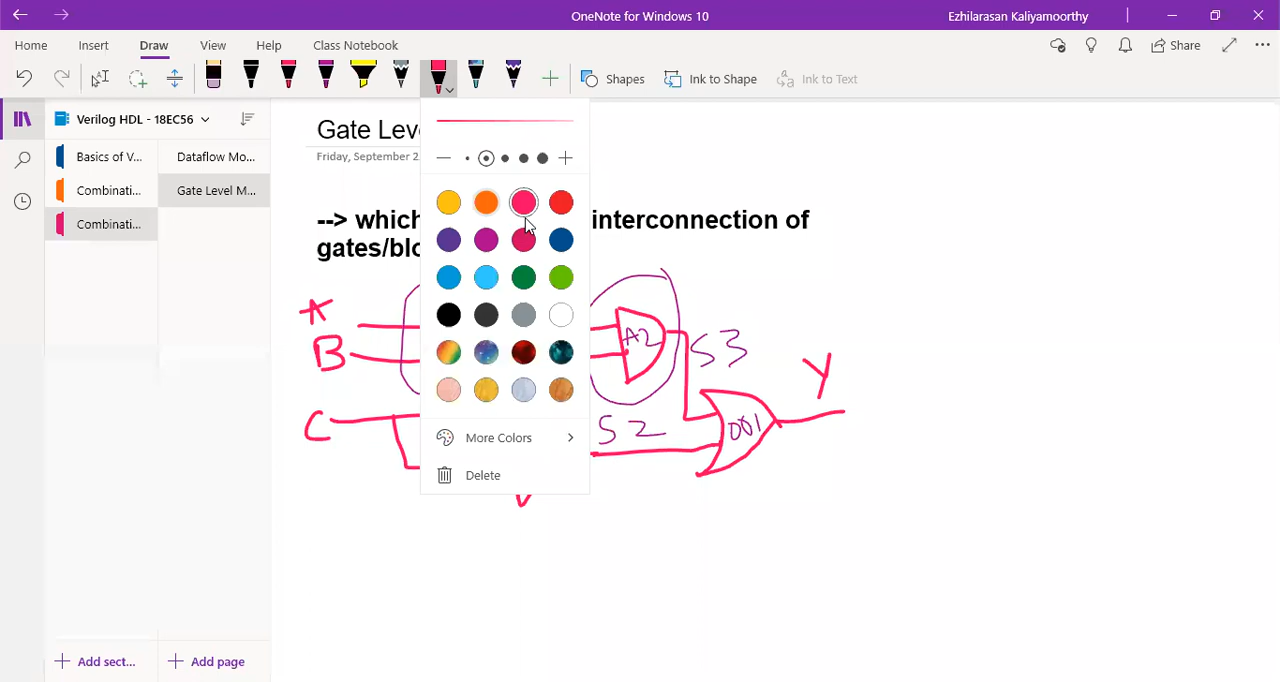 OneNote for Windows 10
Ezhilarasan Kaliyamoorthy
Home Insert Draw View Help Class Notebook
Share
Shapes Ink to Shape Ink to Text
Verilog HDL - 18EC56
Basics of V...
Combinati...
Combinati...
Dataflow Mo...
Gate Level M...
Gate Lev
Friday, September 2
--> which interconnection of
gates/blo
More Colors
Delete
A
B
C
A2
S3
S2
001
Y
Add sect...
Add page